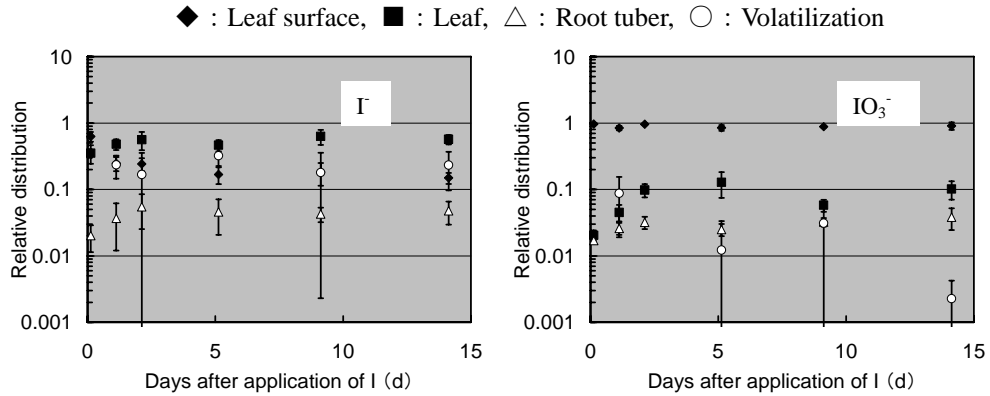 ◆ : Leaf surface, ■ : Leaf, △ : Root tuber, ○ : Volatilization
10
1
0.1
0.01
0.001
Relative distribution
I-
0
5
10
15
Days after application of I (d)
10
1
0.1
0.01
0.001
Relative distribution
IO3-
0
5
10
15
Days after application of I (d)